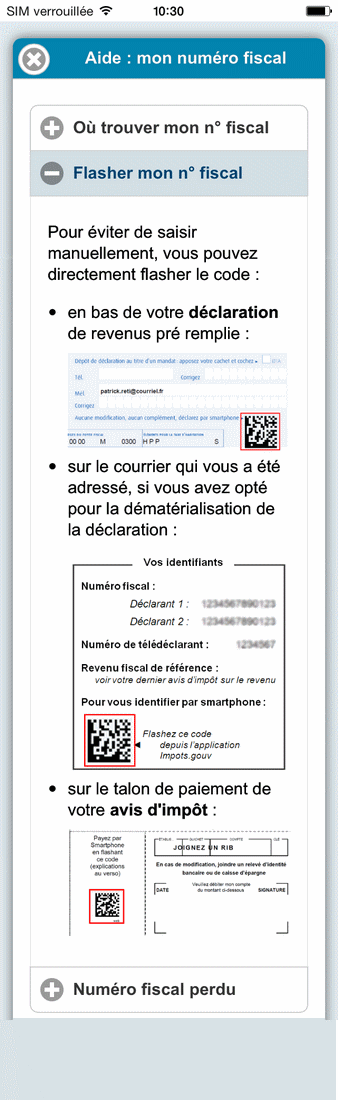 SIM verrouillée 10:30
Aide : mon numéro fiscal
Où trouver mon n° fiscal
Flasher mon n° fiscal
Pour éviter de saisir
manuellement, vous pouvez
directement flasher le code :
en bas de votre déclaration
de revenus pré remplie :
Dépôt de déclaration au titre d'un mandat : apposez votre cachet et cochez
Tél. Corrigez
Mél. patrick.reti@courriel.fr
Corrigez
Aucune modification, aucun complément, déclarez par smartphone
00 00 M 0300 H P P S
sur le courrier qui vous a été
adressé, si vous avez opté
pour la dématérialisation de
la déclaration :
Vos identifiants
Numéro fiscal :
Déclarant 1 : 1234567890123
Déclarant 2 : 1234567890123
Numéro de télédéclarant : 1234567
Revenu fiscal de référence :
voir votre dernier avis d'impôt sur le revenu
Pour vous identifier par smartphone :
Flashez ce code
depuis l'application
Impots.gouv
sur le talon de paiement de
votre avis d'impôt :
Payez par
Smartphone
en flashant
ce code
(explications
au verso)
ETABLIS. GUICHET COMPTE CLE
JOIGNEZ UN RIB
En cas de modification, joindre un relevé d'identité
bancaire ou de caisse d'épargne
DATE Veuillez débiter mon compte SIGNATURE
du montant ci-dessous
Numéro fiscal perdu